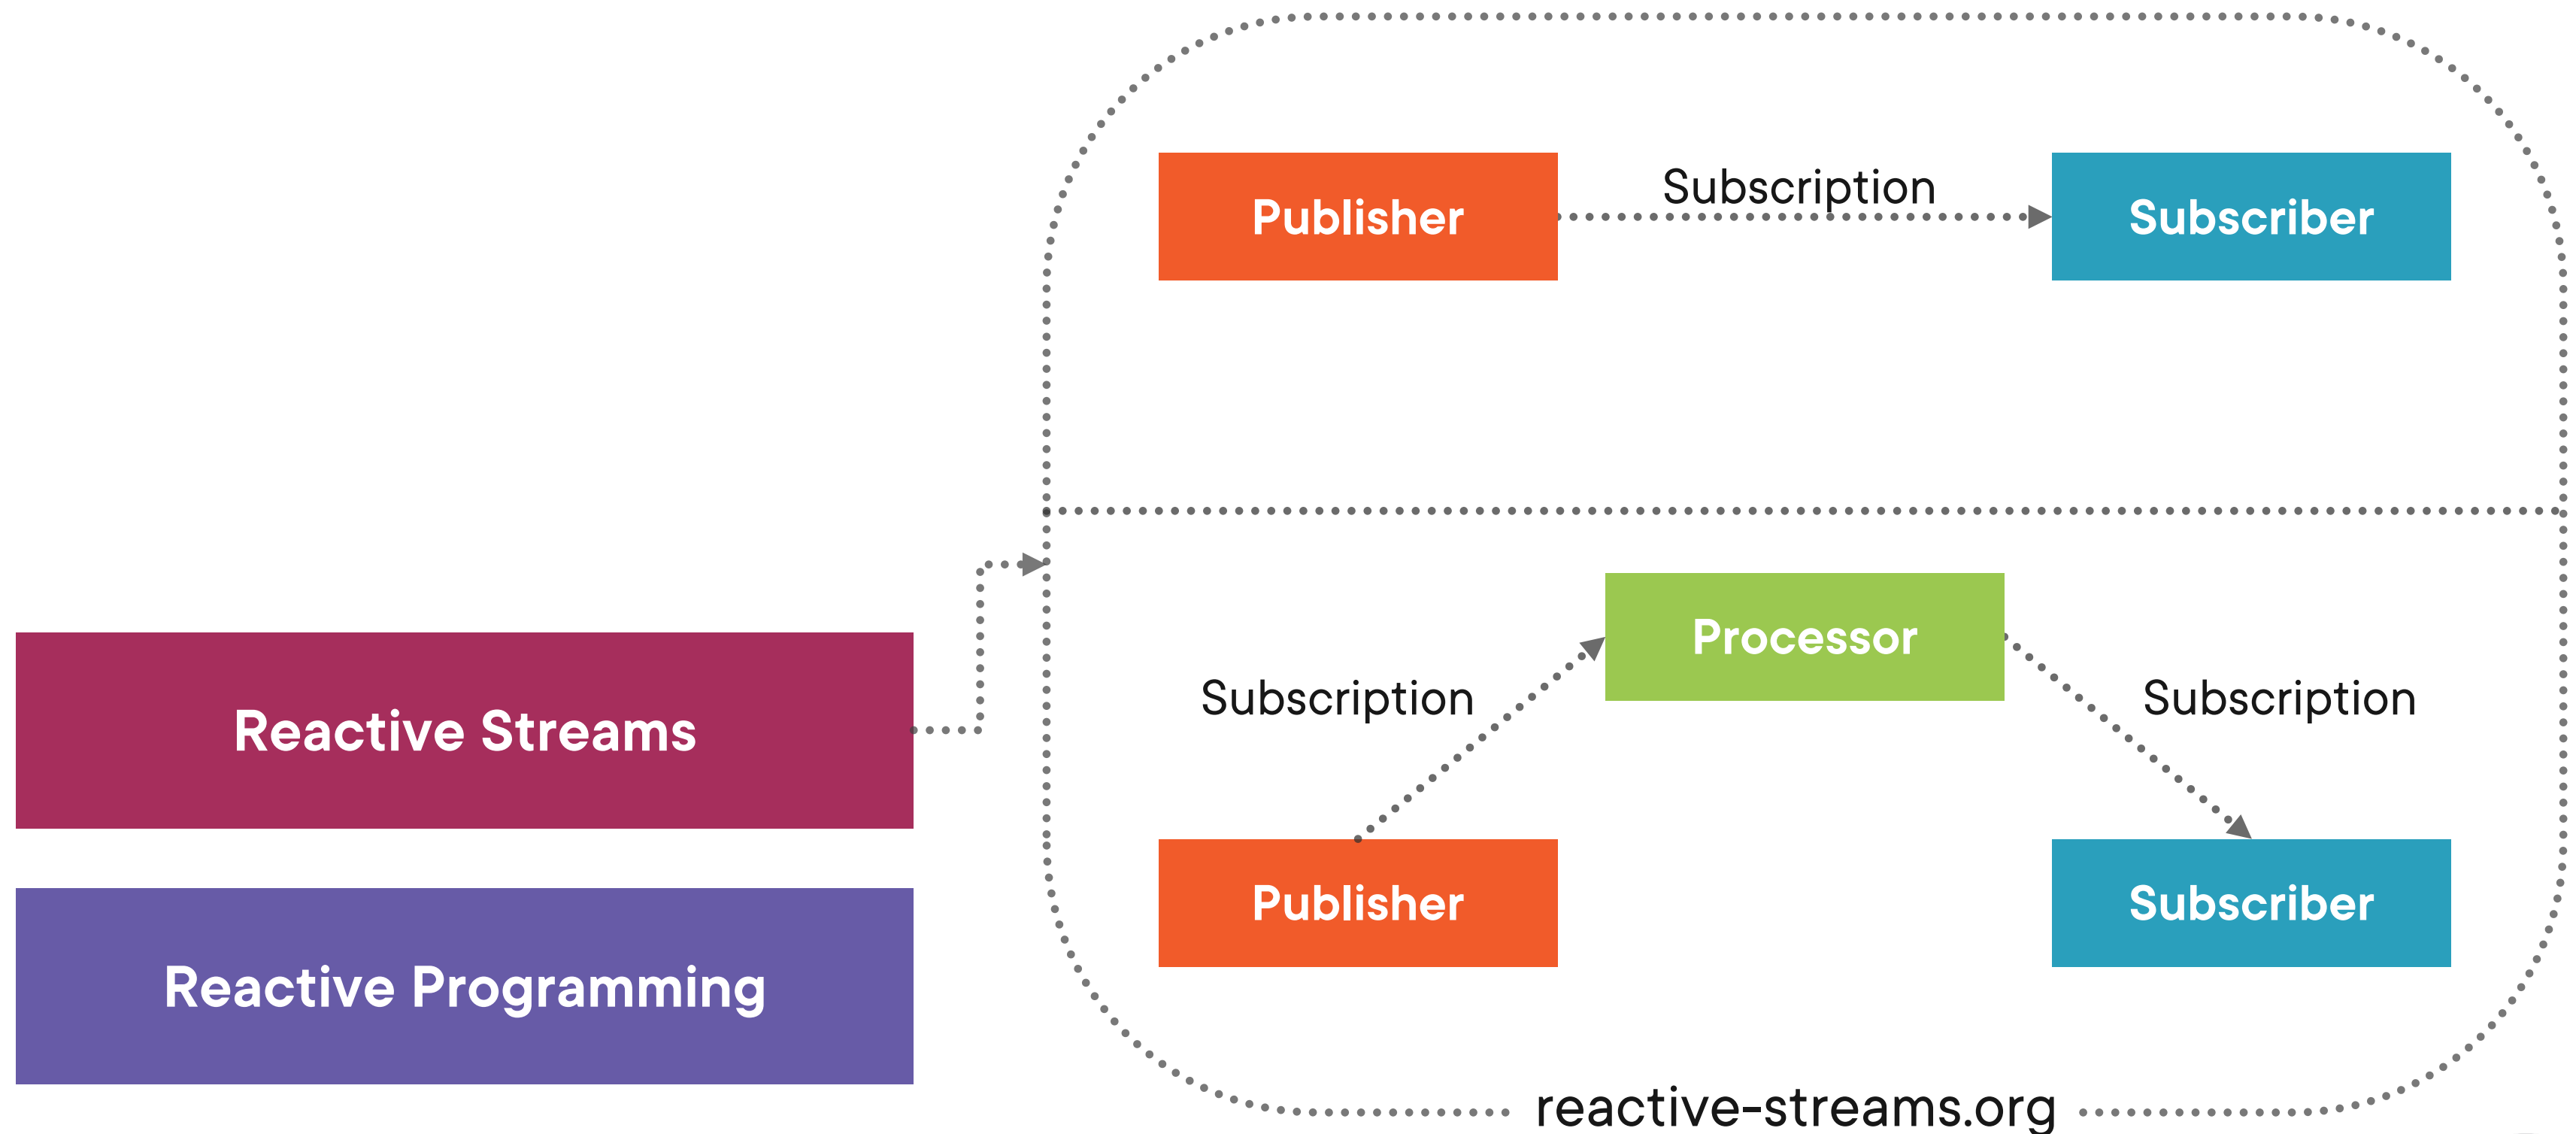 Publisher
Subscription
Subscriber
Processor
Subscription
Subscription
Reactive Streams
Publisher
Subscriber
Reactive Programming
reactive-streams.org